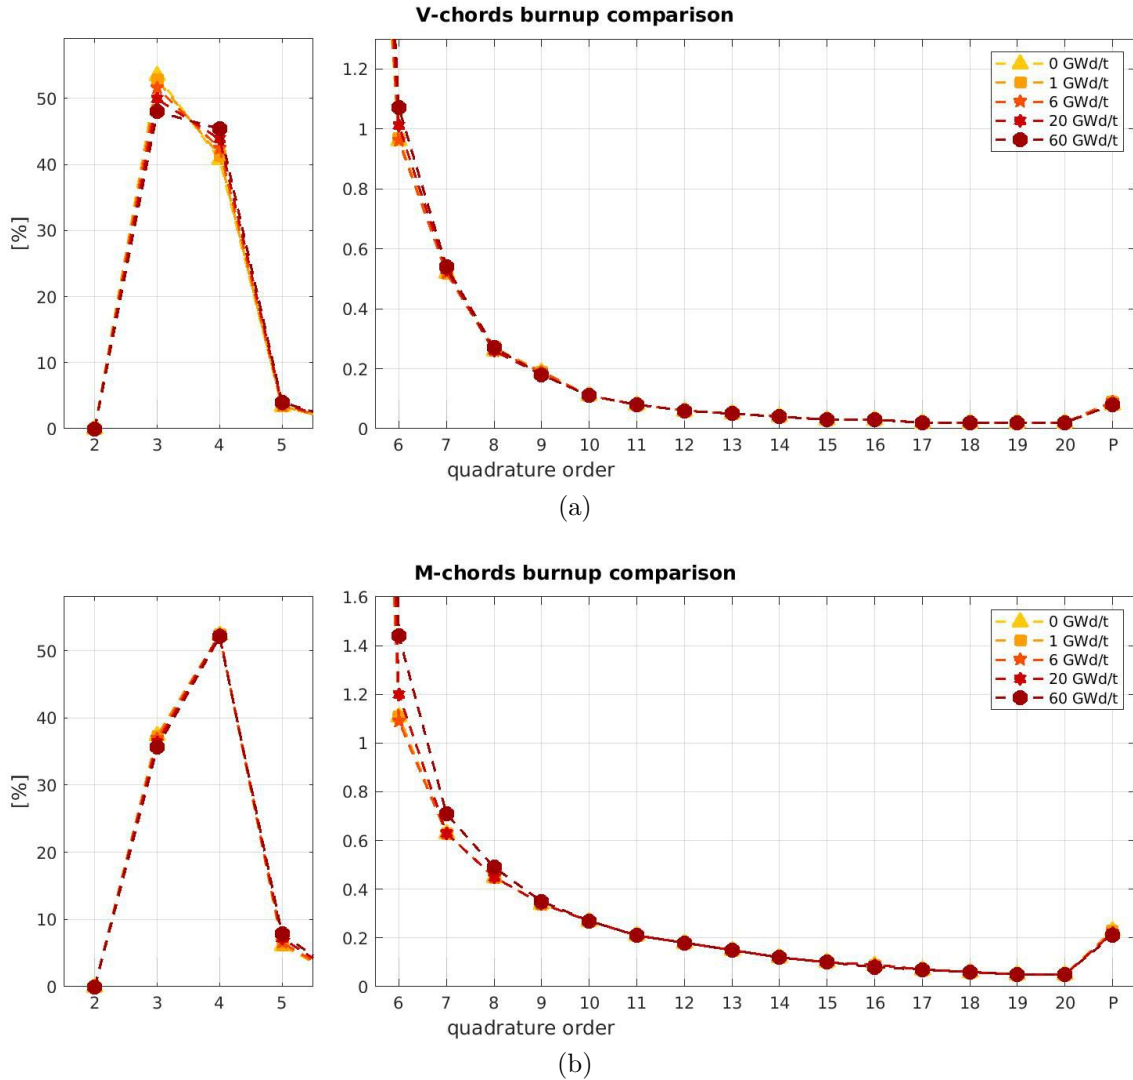 V-chords burnup comparison
[%]
50
40
30
20
10
0
2 3 4 5
1.2
1
0.8
0.6
0.4
0.2
0
6 7 8 9 10 11 12 13 14 15 16 17 18 19 20 P
0 GWd/t
1 GWd/t
6 GWd/t
20 GWd/t
60 GWd/t
quadrature order
(a)
M-chords burnup comparison
[%]
50
40
30
20
10
0
2 3 4 5
1.6
1.4
1.2
1
0.8
0.6
0.4
0.2
0
6 7 8 9 10 11 12 13 14 15 16 17 18 19 20 P
0 GWd/t
1 GWd/t
6 GWd/t
20 GWd/t
60 GWd/t
quadrature order
(b)